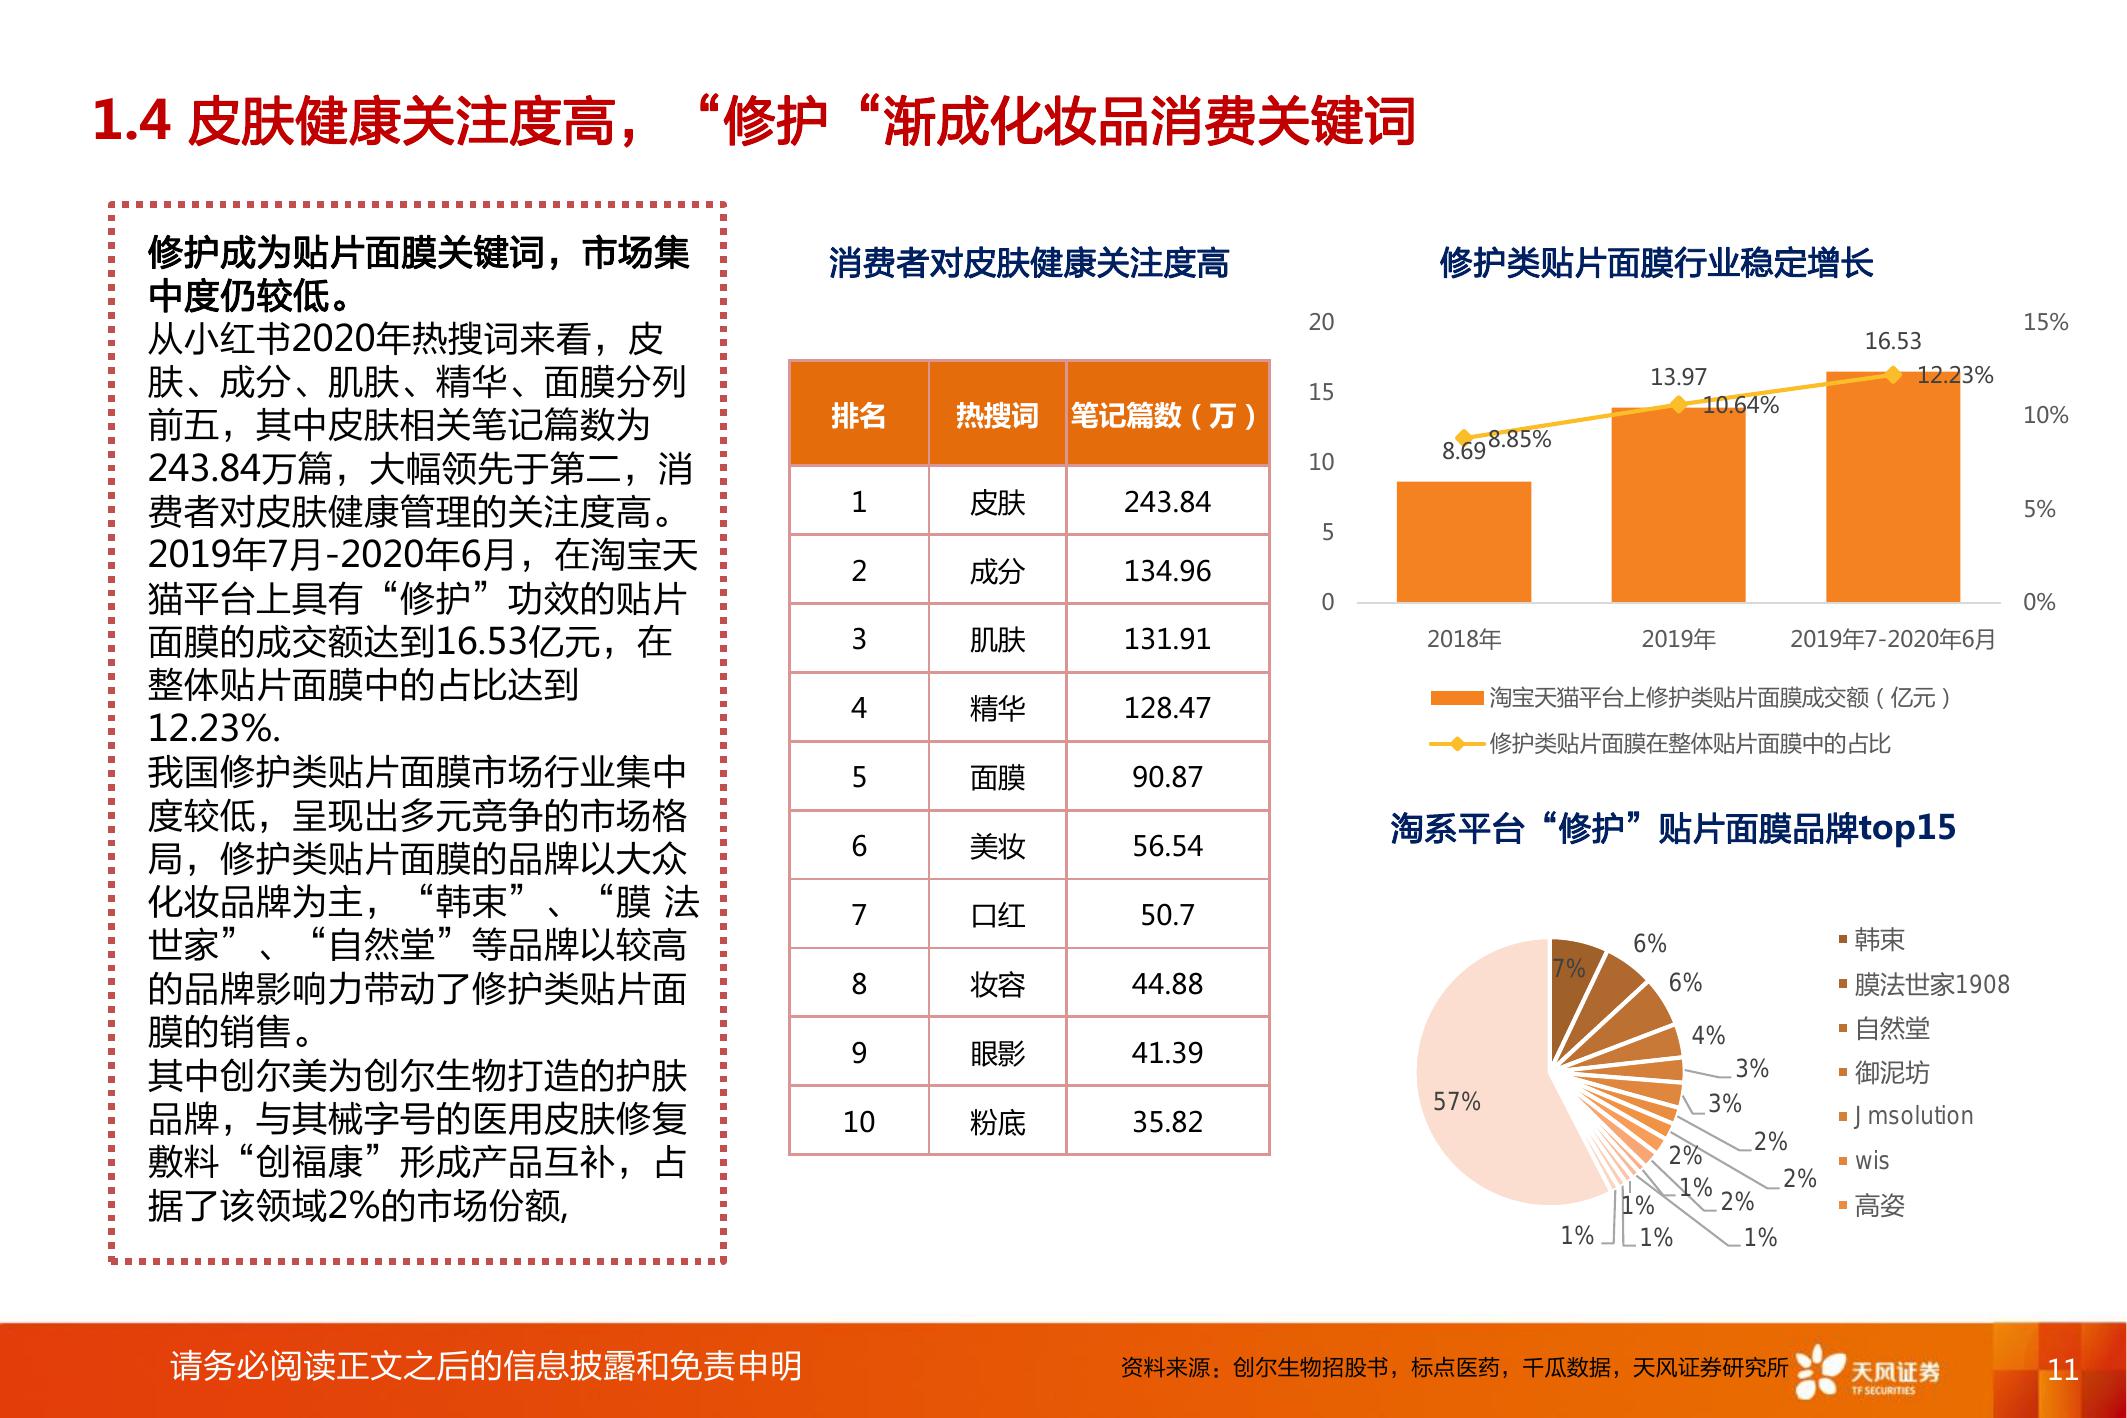 1.4 皮肤健康关注度高，“修护“渐成化妆品消费关键词
修护成为贴片面膜关键词，市场集
中度仍较低。
从小红书2020年热搜词来看，皮
肤、成分、肌肤、精华、面膜分列
前五，其中皮肤相关笔记篇数为
243.84万篇，大幅领先于第二，消
费者对皮肤健康管理的关注度高。
2019年7月-2020年6月，在淘宝天
猫平台上具有“修护”功效的贴片
面膜的成交额达到16.53亿元，在
整体贴片面膜中的占比达到
12.23%.
我国修护类贴片面膜市场行业集中
度较低，呈现出多元竞争的市场格
局，修护类贴片面膜的品牌以大众
化妆品牌为主，“韩束”、“膜 法
世家”、“自然堂”等品牌以较高
的品牌影响力带动了修护类贴片面
膜的销售。
其中创尔美为创尔生物打造的护肤
品牌，与其械字号的医用皮肤修复
敷料“创福康”形成产品互补，占
据了该领域2%的市场份额,
消费者对皮肤健康关注度高
排名 热搜词 笔记篇数（万）
1 皮肤 243.84
2 成分 134.96
3 肌肤 131.91
4 精华 128.47
5 面膜 90.87
6 美妆 56.54
7 口红 50.7
8 妆容 44.88
9 眼影 41.39
10 粉底 35.82
修护类贴片面膜行业稳定增长
20
15
10
5
0
15%
10%
5%
0%
8.69
13.97
16.53
8.85%
10.64%
12.23%
2018年 2019年 2019年7-2020年6月
淘宝天猫平台上修护类贴片面膜成交额（亿元）
修护类贴片面膜在整体贴片面膜中的占比
淘系平台“修护”贴片面膜品牌top15
7%
6%
6%
4%
3%
3%
2%
2%
2%
2%
1%
1%
1%
1%
1%
57%
韩束
膜法世家1908
自然堂
御泥坊
J msolution
wis
高姿
请务必阅读正文之后的信息披露和免责申明
资料来源：创尔生物招股书，标点医药，千瓜数据，天风证券研究所
天风证券
TF SECURITIES
11